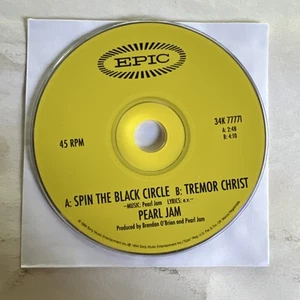 EPIC
45 RPM
34K 77771
A: 2:48
B: 4:10
A: SPIN THE BLACK CIRCLE B: TREMOR CHRIST
—MUSIC: Pearl Jam LYRICS: e.v.—
PEARL JAM
Produced by Brendan O'Brien and Pearl Jam